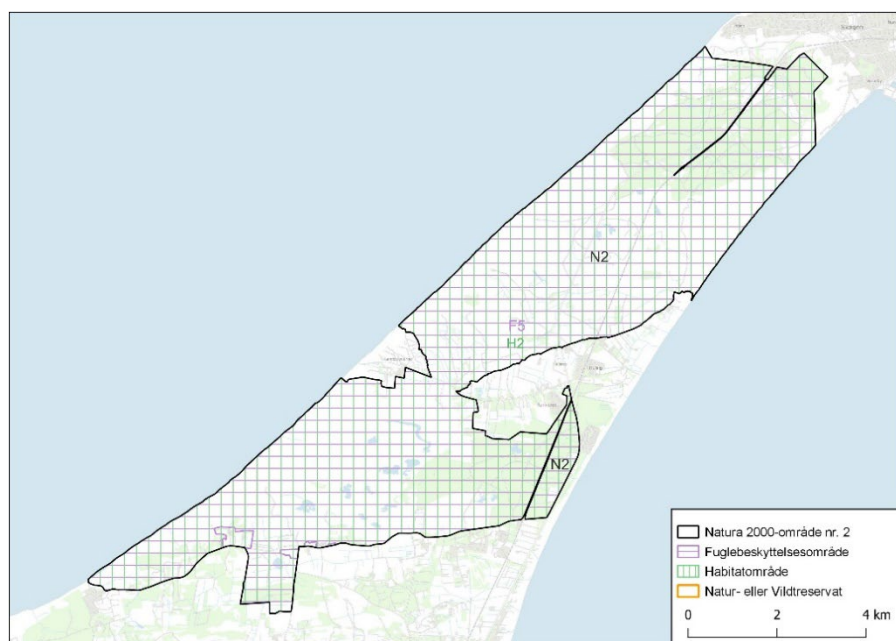 N2
F5
H2
N2
Natura 2000-område nr. 2
Fuglebeskyttelsesområde
Habitatområde
Natur- eller Vildtreservat
0 2 4 km